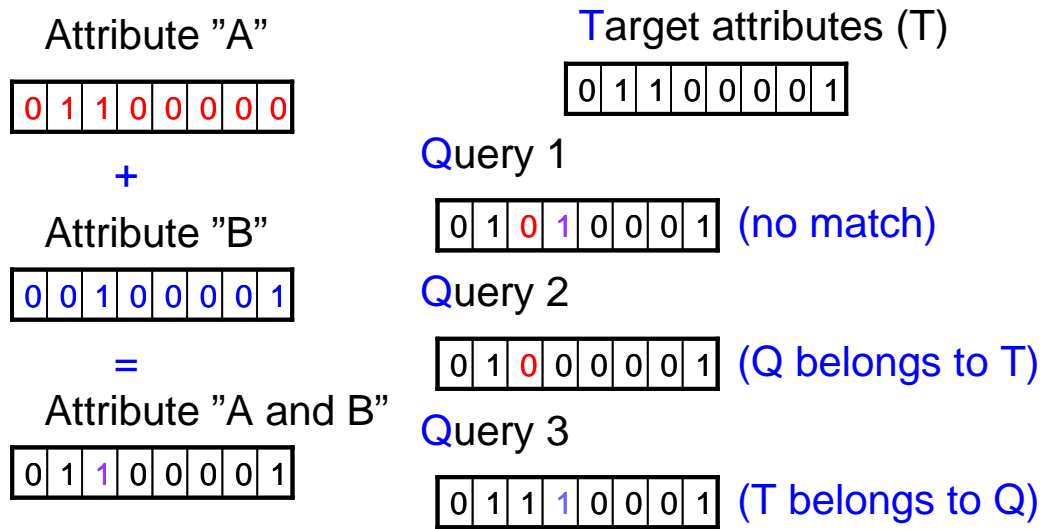 Attribute ”A”
0 1 1 0 0 0 0 0
+
Attribute ”B”
0 0 1 0 0 0 0 1
=
Attribute ”A and B”
0 1 1 0 0 0 0 1
Target attributes (T)
0 1 1 0 0 0 0 1
Query 1
0 1 0 1 0 0 0 1 (no match)
Query 2
0 1 0 0 0 0 0 1 (Q belongs to T)
Query 3
0 1 1 1 0 0 0 1 (T belongs to Q)